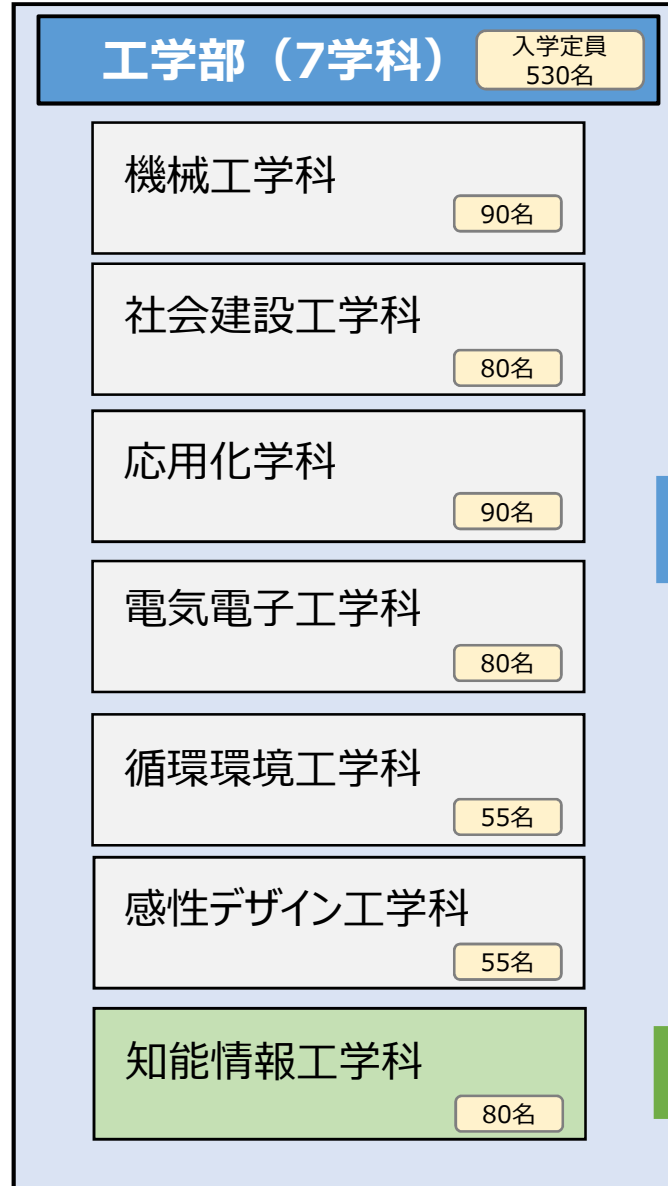 工学部（7学科）
入学定員
530名
機械工学科
90名
社会建設工学科
80名
応用化学科
90名
電気電子工学科
80名
循環環境工学科
55名
感性デザイン工学科
55名
知能情報工学科
80名